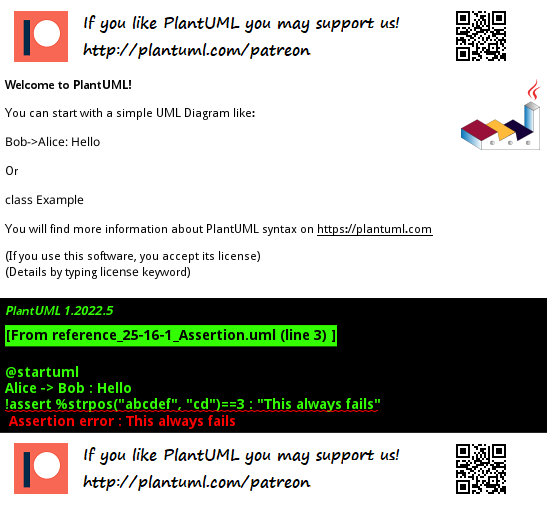 If you like PlantUML you may support us!
http://plantuml.com/patreon
Welcome to PlantUML!
You can start with a simple UML Diagram like:
Bob->Alice: Hello
Or
class Example
You will find more information about PlantUML syntax on https://plantuml.com
(If you use this software, you accept its license)
(Details by typing license keyword)
PlantUML 1.2022.5
[From reference_25-16-1_Assertion.uml (line 3) ]
@startuml
Alice -> Bob : Hello
!assert %strpos("abcdef", "cd")==3 : "This always fails"
Assertion error : This always fails
If you like PlantUML you may support us!
http://plantuml.com/patreon